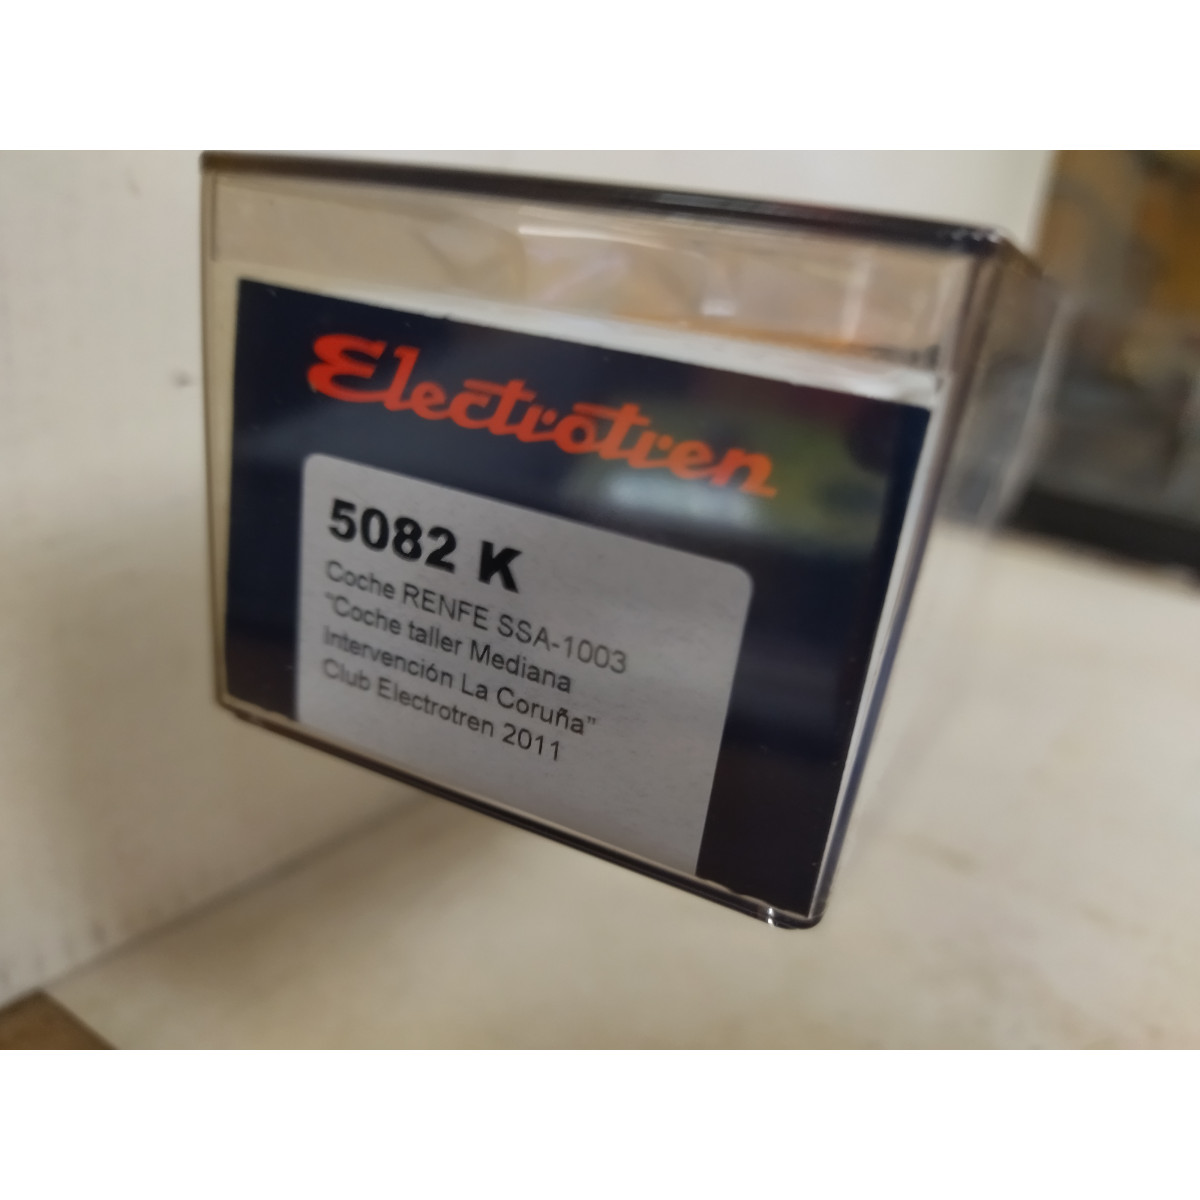 Electrotren
5082 K
Coche RENFE SSA-1003
"Coche taller Mediana
Intervención La Coruña"
Club Electrotren 2011